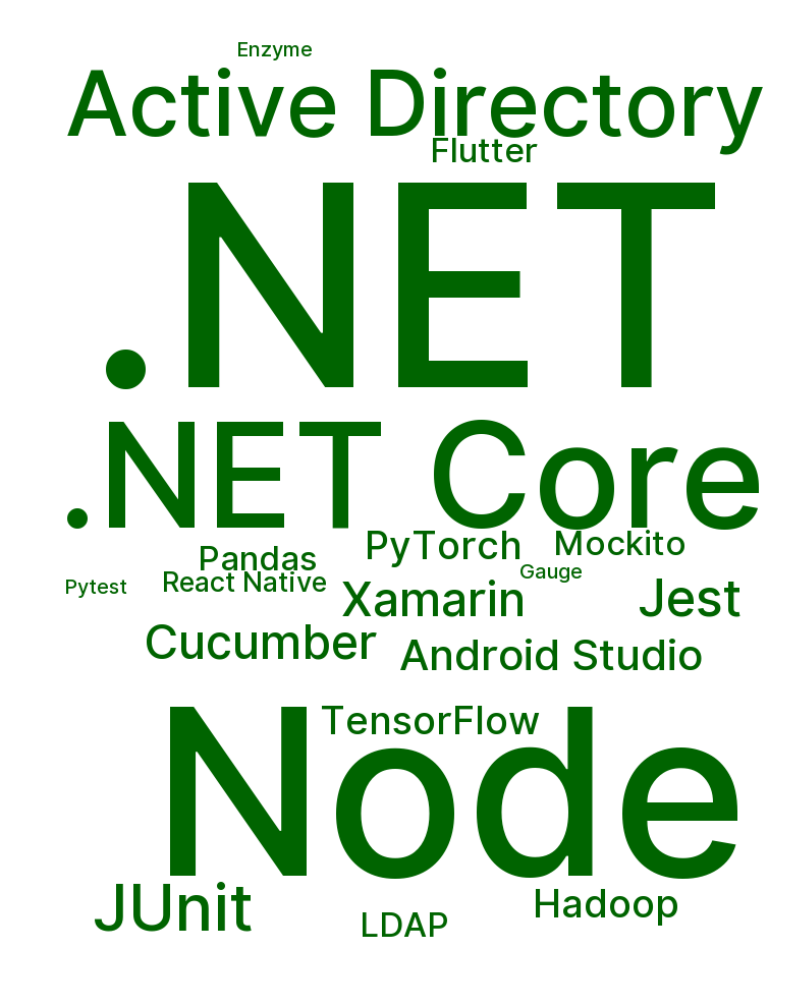 Enzyme
Active Directory
Flutter
.NET
.NET Core
PyTorch
Mockito
Pandas
Gauge
React Native
Pytest
Xamarin
Jest
Cucumber
Android Studio
TensorFlow
Node
JUnit
Hadoop
LDAP